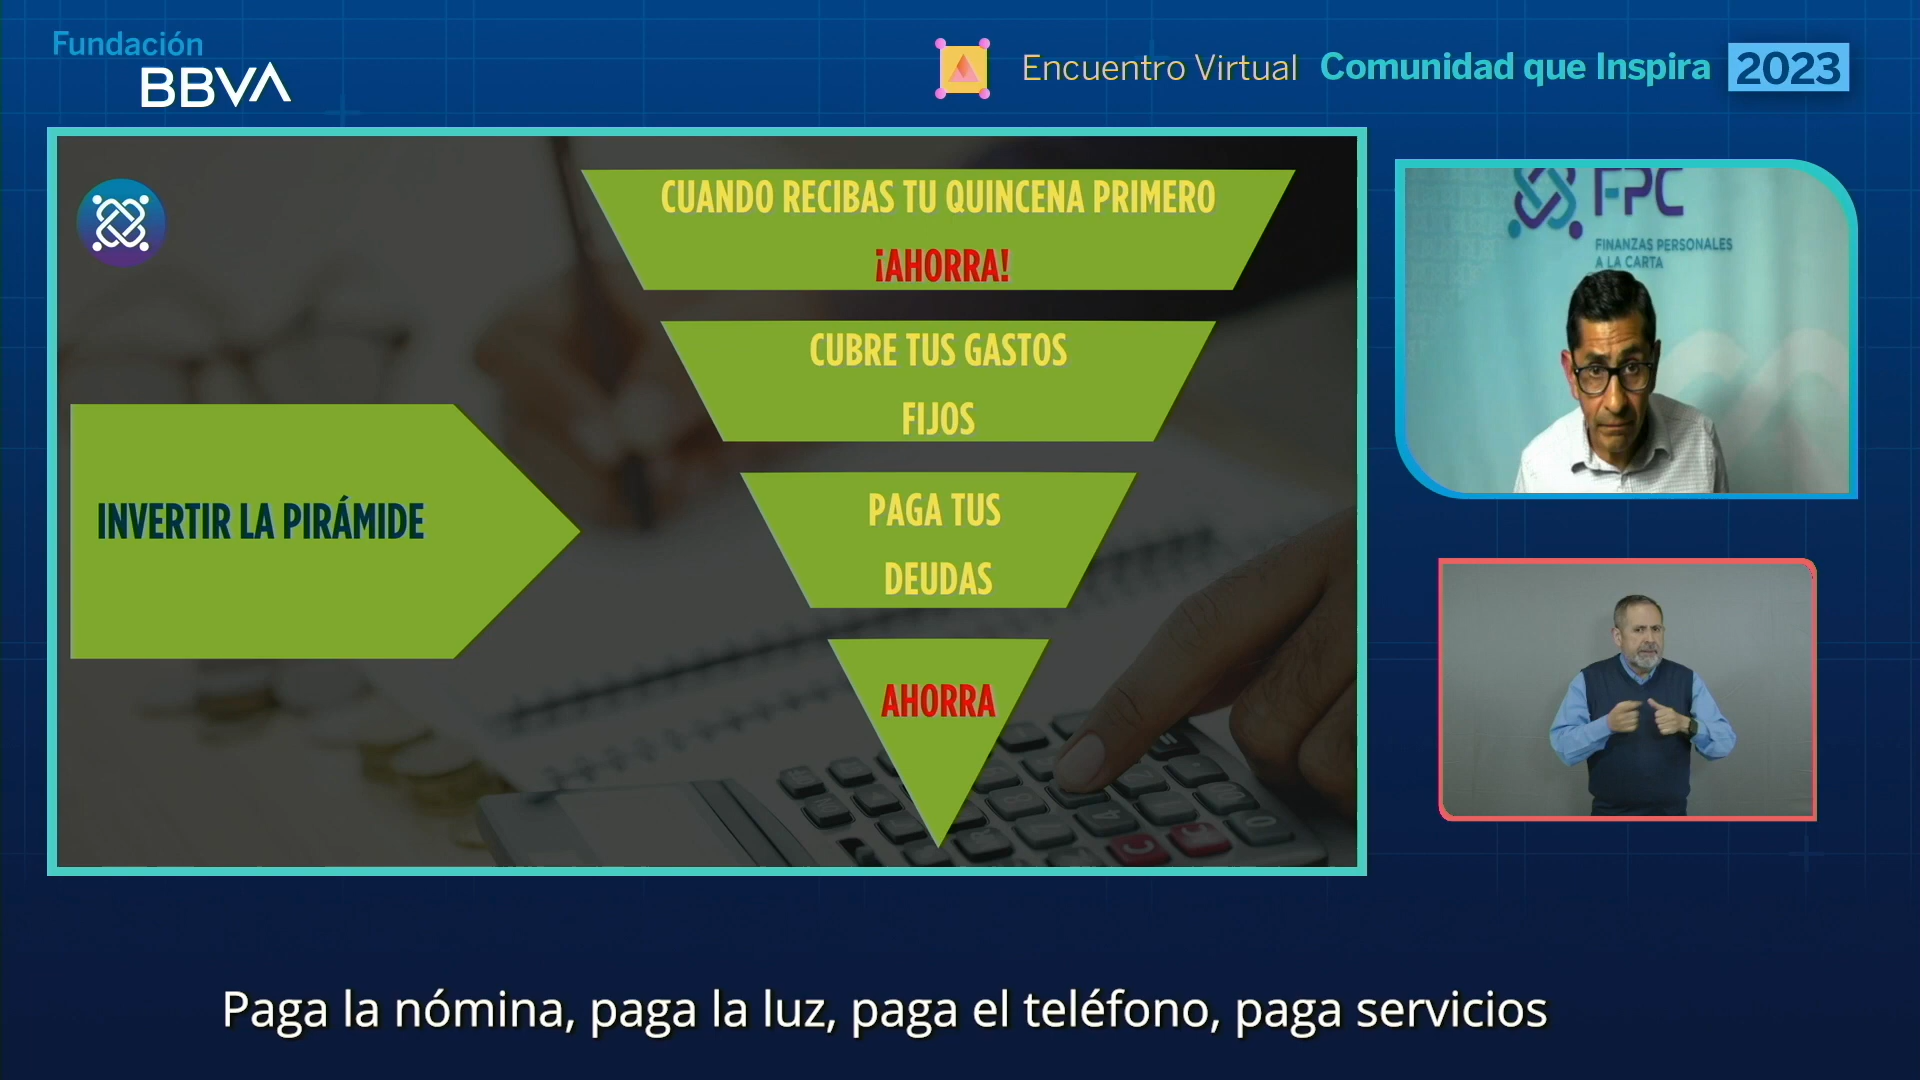 Fundación
BBVA
Encuentro Virtual Comunidad que Inspira 2023
CUANDO RECIBAS TU QUINCENA PRIMERO
¡AHORRA!
CUBRE TUS GASTOS
FIJOS
INVERTIR LA PIRÁMIDE
PAGA TUS
DEUDAS
AHORRA
FPC
FINANZAS PERSONALES
A LA CARTA
Paga la nómina, paga la luz, paga el teléfono, paga servicios